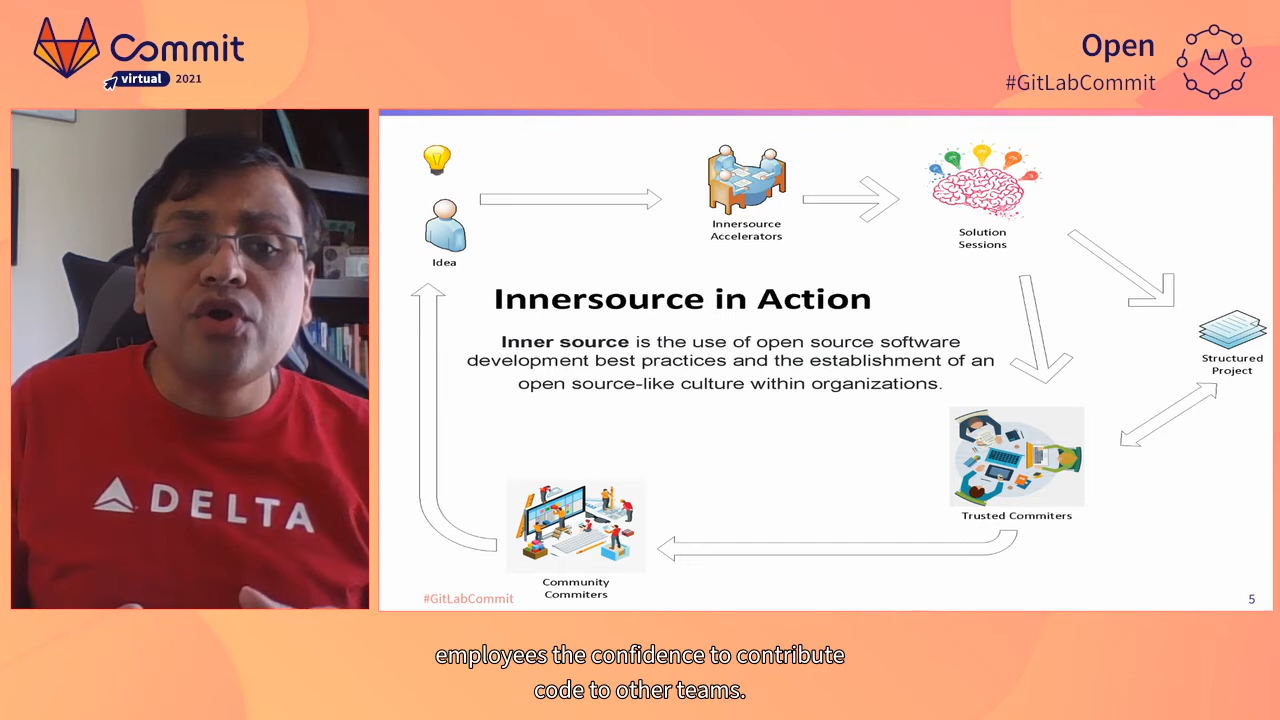 Commit
virtual 2021
Open
#GitLabCommit
DELTA
Idea
Innersource
Accelerators
Solution
Sessions
Innersource in Action
Inner source is the use of open source software
development best practices and the establishment of an
open source-like culture within organizations.
Structured
Project
Trusted Commiters
Community
Commiters
#GitLabCommit
5
employees the confidence to contribute
code to other teams.